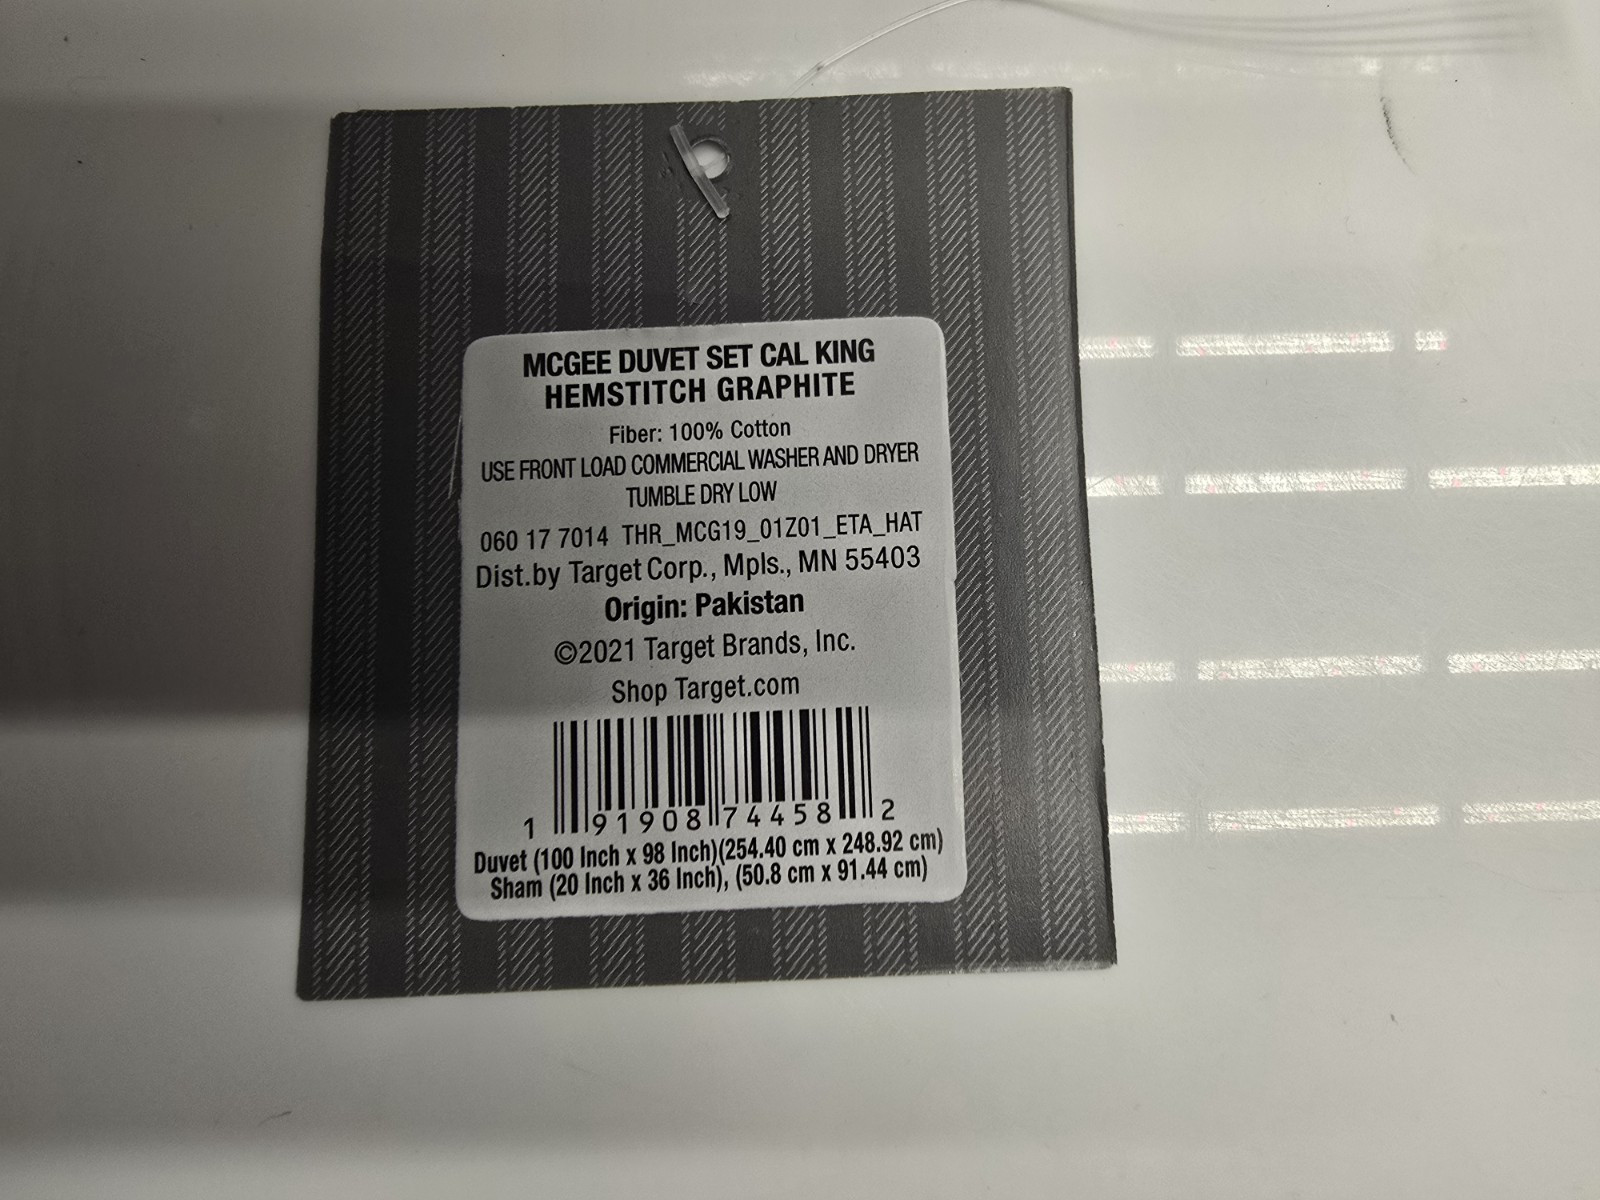 MCGEE DUVET SET CAL KING
HEMSTITCH GRAPHITE
Fiber: 100% Cotton
USE FRONT LOAD COMMERCIAL WASHER AND DRYER
TUMBLE DRY LOW
060 17 7014 THR_MCG19_01Z01_ETA_HAT
Dist.by Target Corp., Mpls., MN 55403
Origin: Pakistan
©2021 Target Brands, Inc.
Shop Target.com
1 91908 74458 2
Duvet (100 Inch x 98 Inch)(254.40 cm x 248.92 cm)
Sham (20 Inch x 36 Inch), (50.8 cm x 91.44 cm)